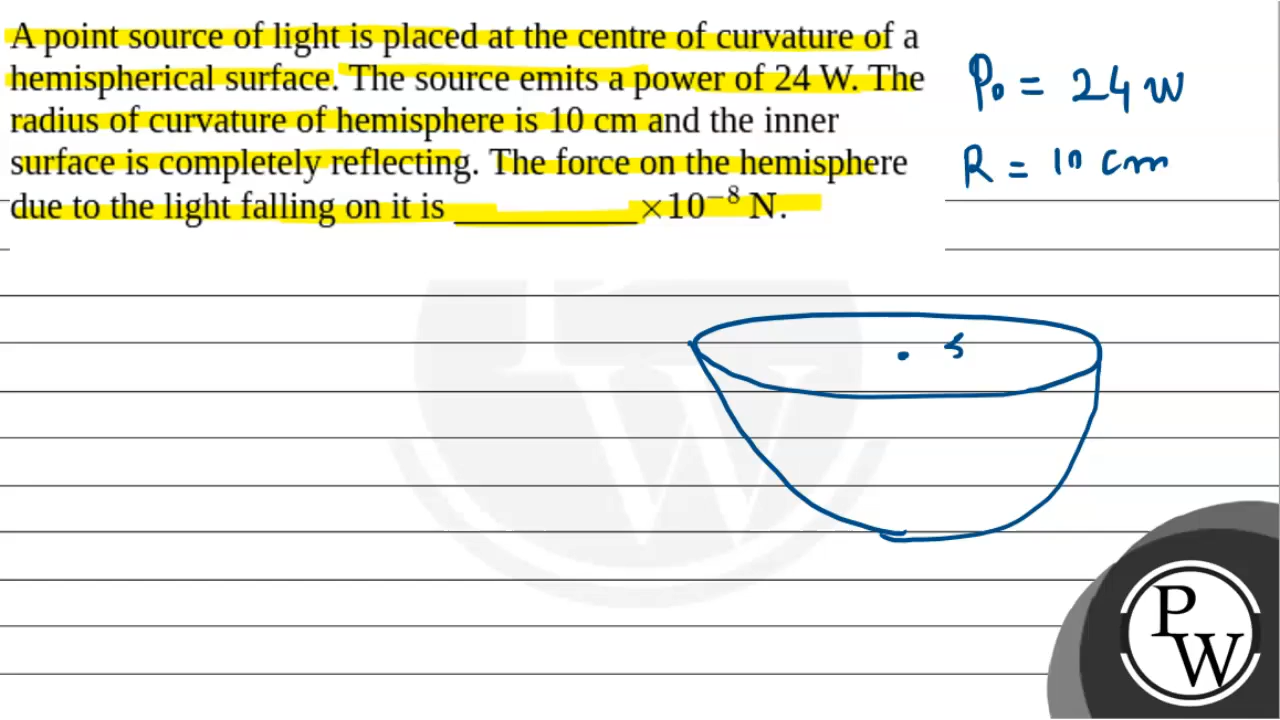 A point source of light is placed at the centre of curvature of a
hemispherical surface. The source emits a power of 24 W. The
radius of curvature of hemisphere is 10 cm and the inner
surface is completely reflecting. The force on the hemisphere
due to the light falling on it is __________ ×10⁻⁸ N.
P₀ = 24 W
R = 10 cm
S
PW
PW